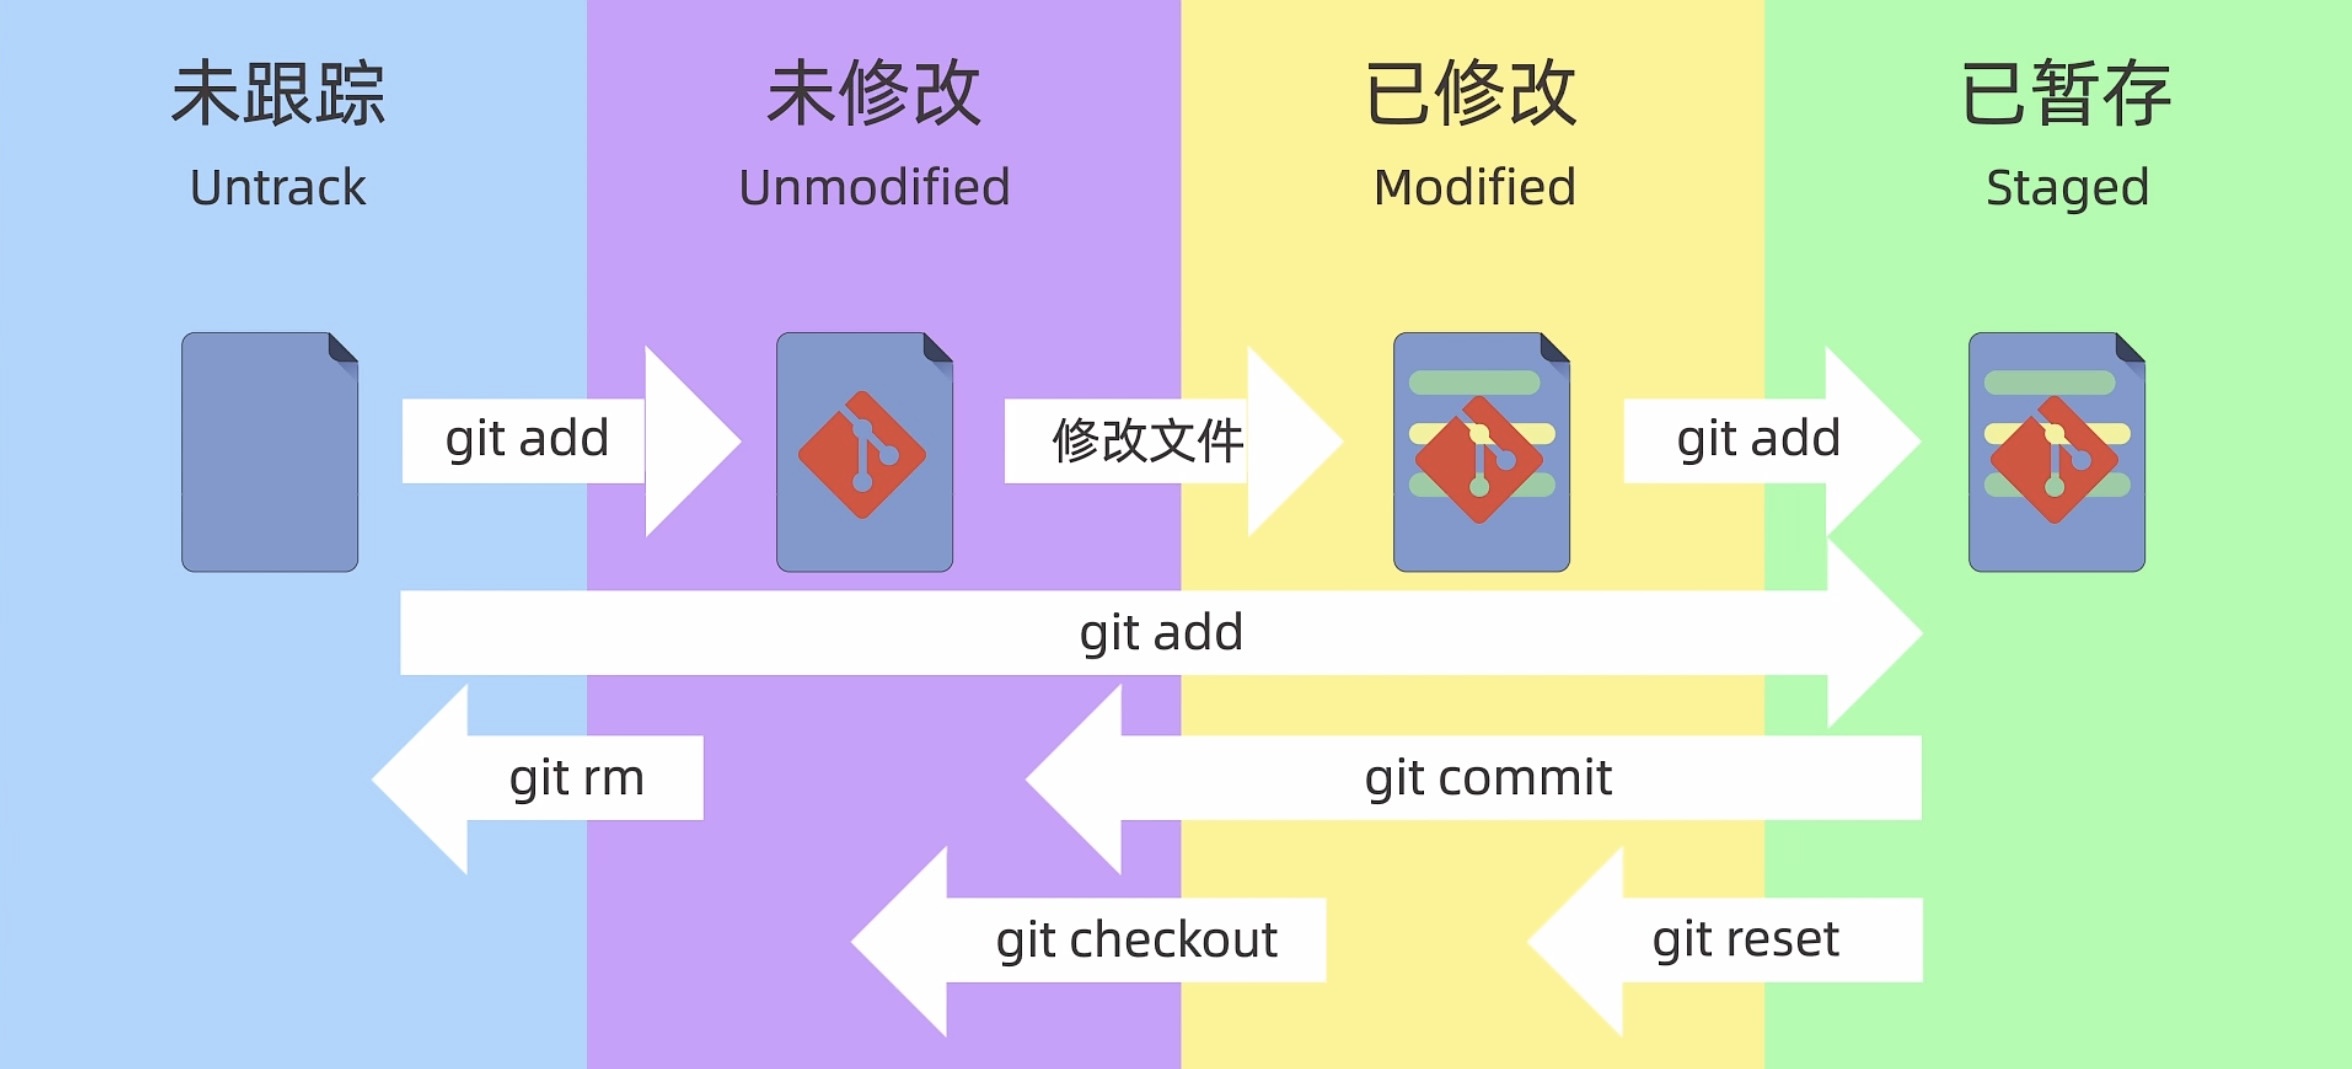 未跟踪
Untrack
未修改
Unmodified
已修改
Modified
已暂存
Staged
git add
修改文件
git add
git add
git rm
git commit
git checkout
git reset